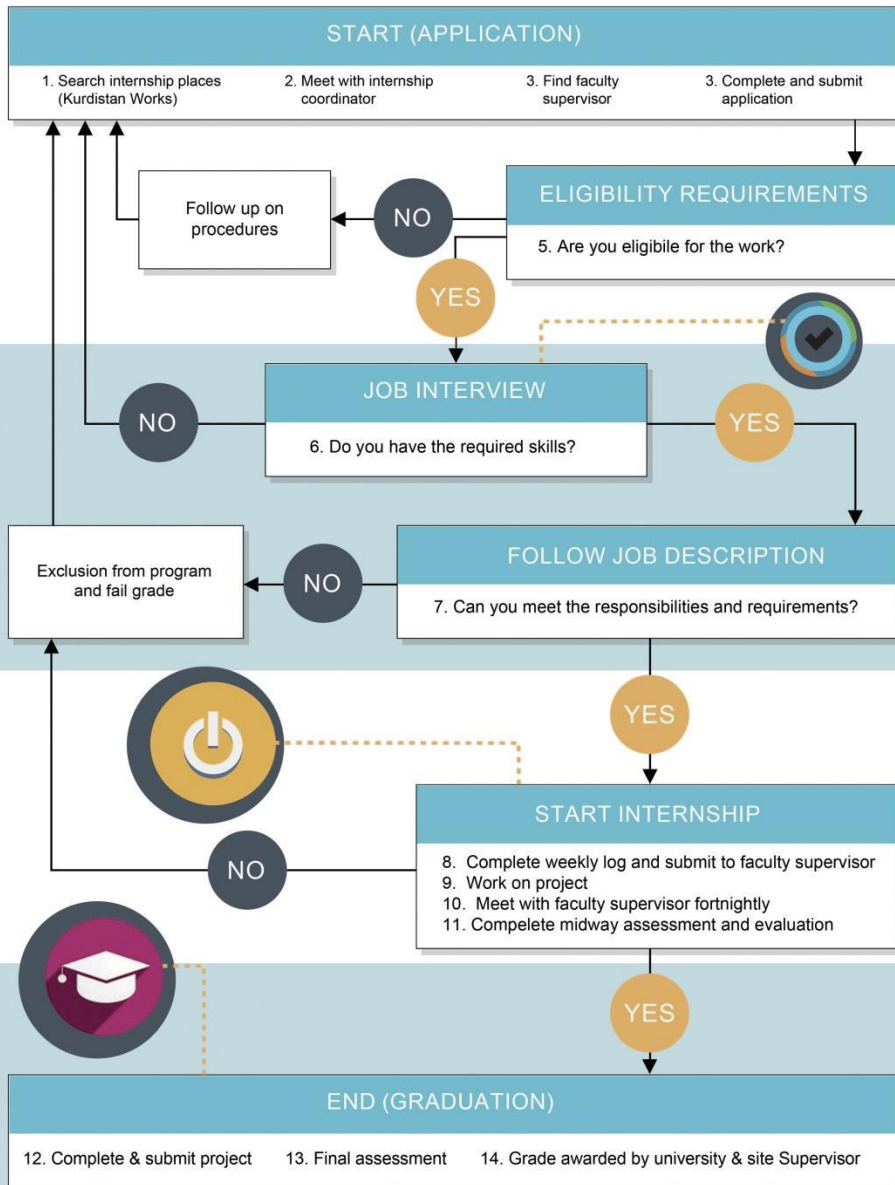 START (APPLICATION)
1. Search internship places
(Kurdistan Works)
2. Meet with internship
coordinator
3. Find faculty
supervisor
3. Complete and submit
application
ELIGIBILITY REQUIREMENTS
5. Are you eligibile for the work?
NO
Follow up on
procedures
YES
JOB INTERVIEW
6. Do you have the required skills?
NO
YES
FOLLOW JOB DESCRIPTION
7. Can you meet the responsibilities and requirements?
NO
Exclusion from program
and fail grade
YES
START INTERNSHIP
8. Complete weekly log and submit to faculty supervisor
9. Work on project
10. Meet with faculty supervisor fortnightly
11. Compelete midway assessment and evaluation
NO
YES
END (GRADUATION)
12. Complete & submit project
13. Final assessment
14. Grade awarded by university & site Supervisor